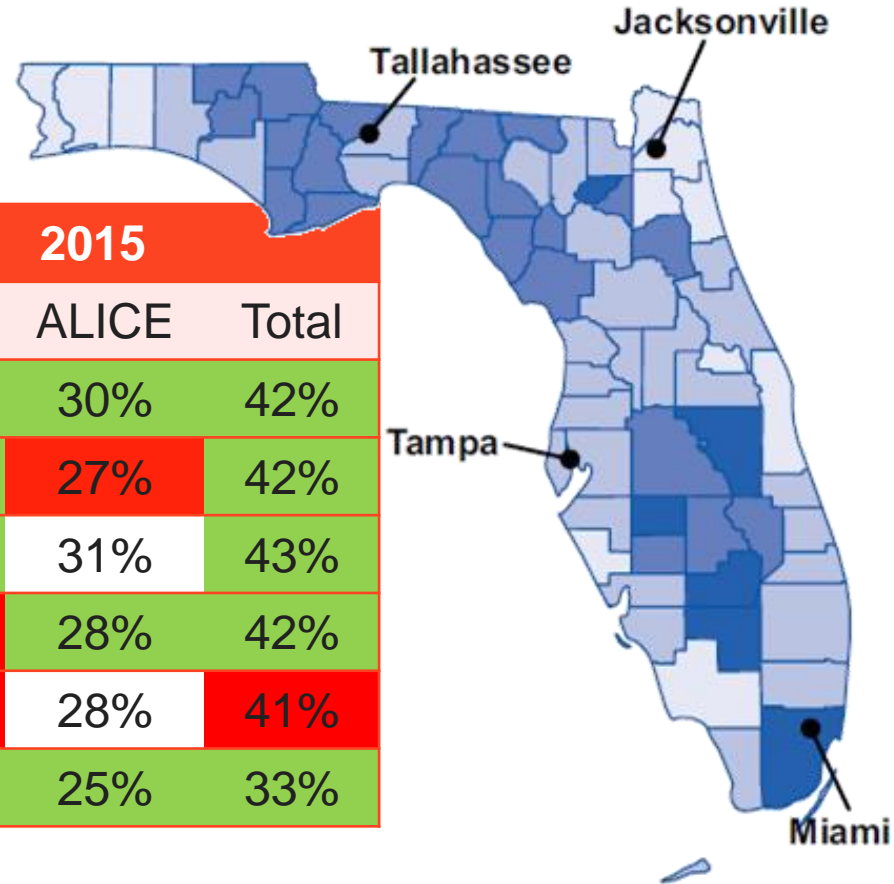 Jacksonville
Tallahassee
2015
ALICE Total
30% 42%
27% 42%
Tampa
31% 43%
28% 42%
28% 41%
25% 33%
Miami